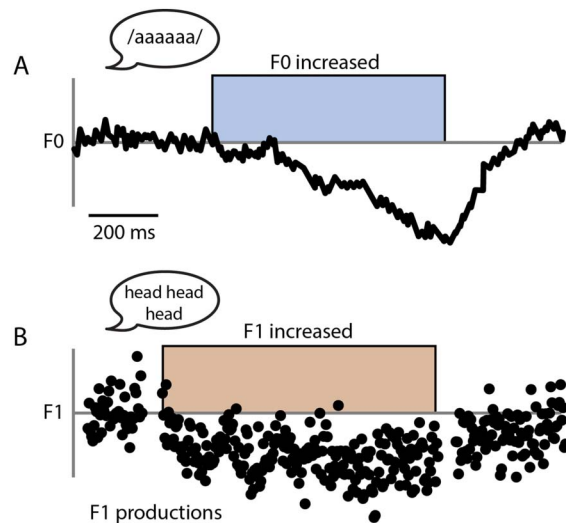 /aaaaaa/
A
F0 increased
F0
200 ms
head head
head
B
F1 increased
F1
F1 productions